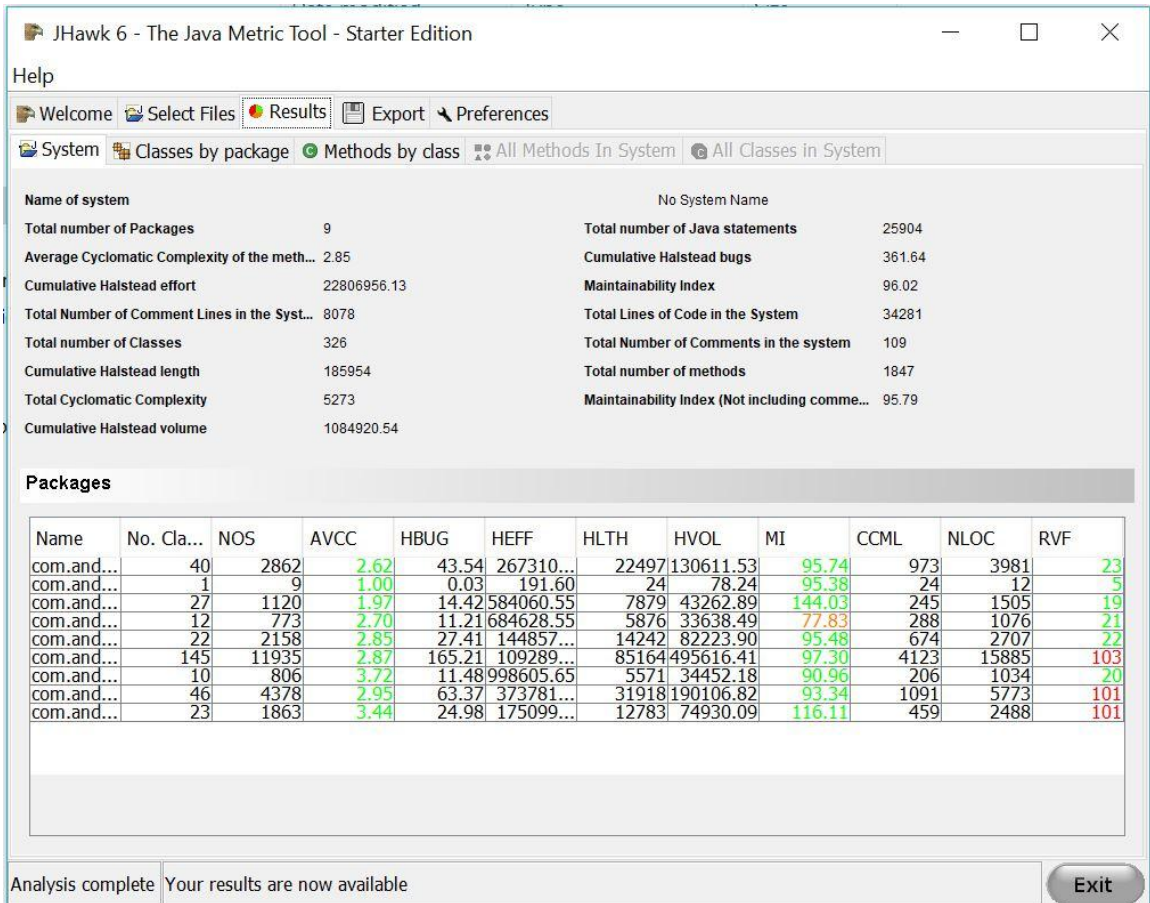 JHawk 6 - The Java Metric Tool - Starter Edition
Help
Welcome Select Files Results Export Preferences
System Classes by package Methods by class All Methods In System All Classes in System
Name of system No System Name
Total number of Packages 9 Total number of Java statements 25904
Average Cyclomatic Complexity of the meth... 2.85 Cumulative Halstead bugs 361.64
Cumulative Halstead effort 22806956.13 Maintainability Index 96.02
Total Number of Comment Lines in the Syst... 8078 Total Lines of Code in the System 34281
Total number of Classes 326 Total Number of Comments in the system 109
Cumulative Halstead length 185954 Total number of methods 1847
Total Cyclomatic Complexity 5273 Maintainability Index (Not including comme... 95.79
Cumulative Halstead volume 1084920.54
Packages
Name No. Cla... NOS AVCC HBUG HEFF HLTH HVOL MI CCML NLOC RVF
com.and... 40 2862 2.62 43.54 267310... 22497 130611.53 95.74 973 3981 23
com.and... 1 9 1.00 0.03 191.60 24 78.24 95.38 24 12 5
com.and... 27 1120 1.97 14.42 584060.55 7879 43262.89 144.03 245 1505 19
com.and... 12 773 2.70 11.21 684628.55 5876 33638.49 77.83 288 1076 21
com.and... 22 2158 2.85 27.41 144857... 14242 82223.90 95.48 674 2707 22
com.and... 145 11935 2.87 165.21 109289... 85164 495616.41 97.30 4123 15885 103
com.and... 10 806 3.72 11.48 998605.65 5571 34452.18 90.96 206 1034 20
com.and... 46 4378 2.95 63.37 373781... 31918 190106.82 93.34 1091 5773 101
com.and... 23 1863 3.44 24.98 175099... 12783 74930.09 116.11 459 2488 101
Analysis complete Your results are now available Exit